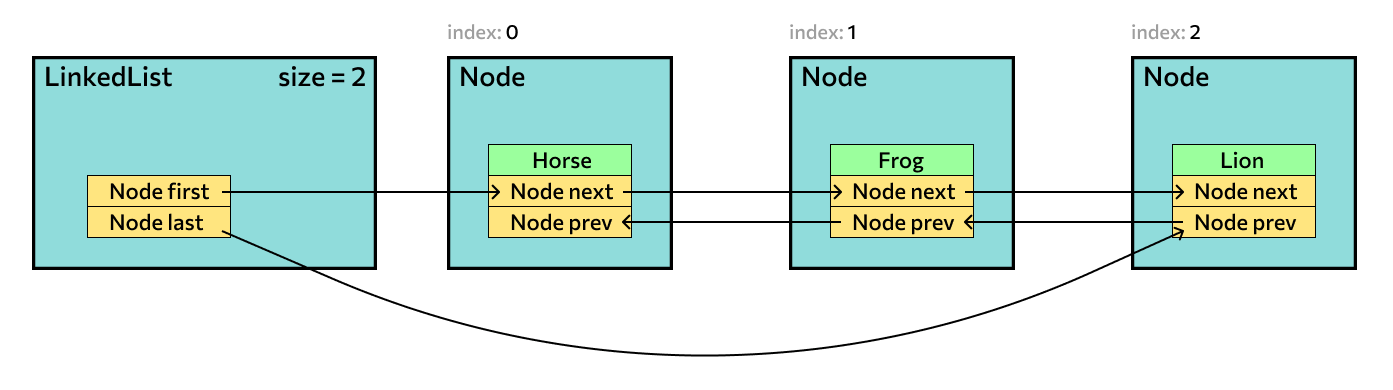 index: 0
index: 1
index: 2
LinkedList size = 2
Node
Node
Node
Horse
Frog
Lion
Node first
Node next
Node next
Node next
Node last
Node prev
Node prev
Node prev